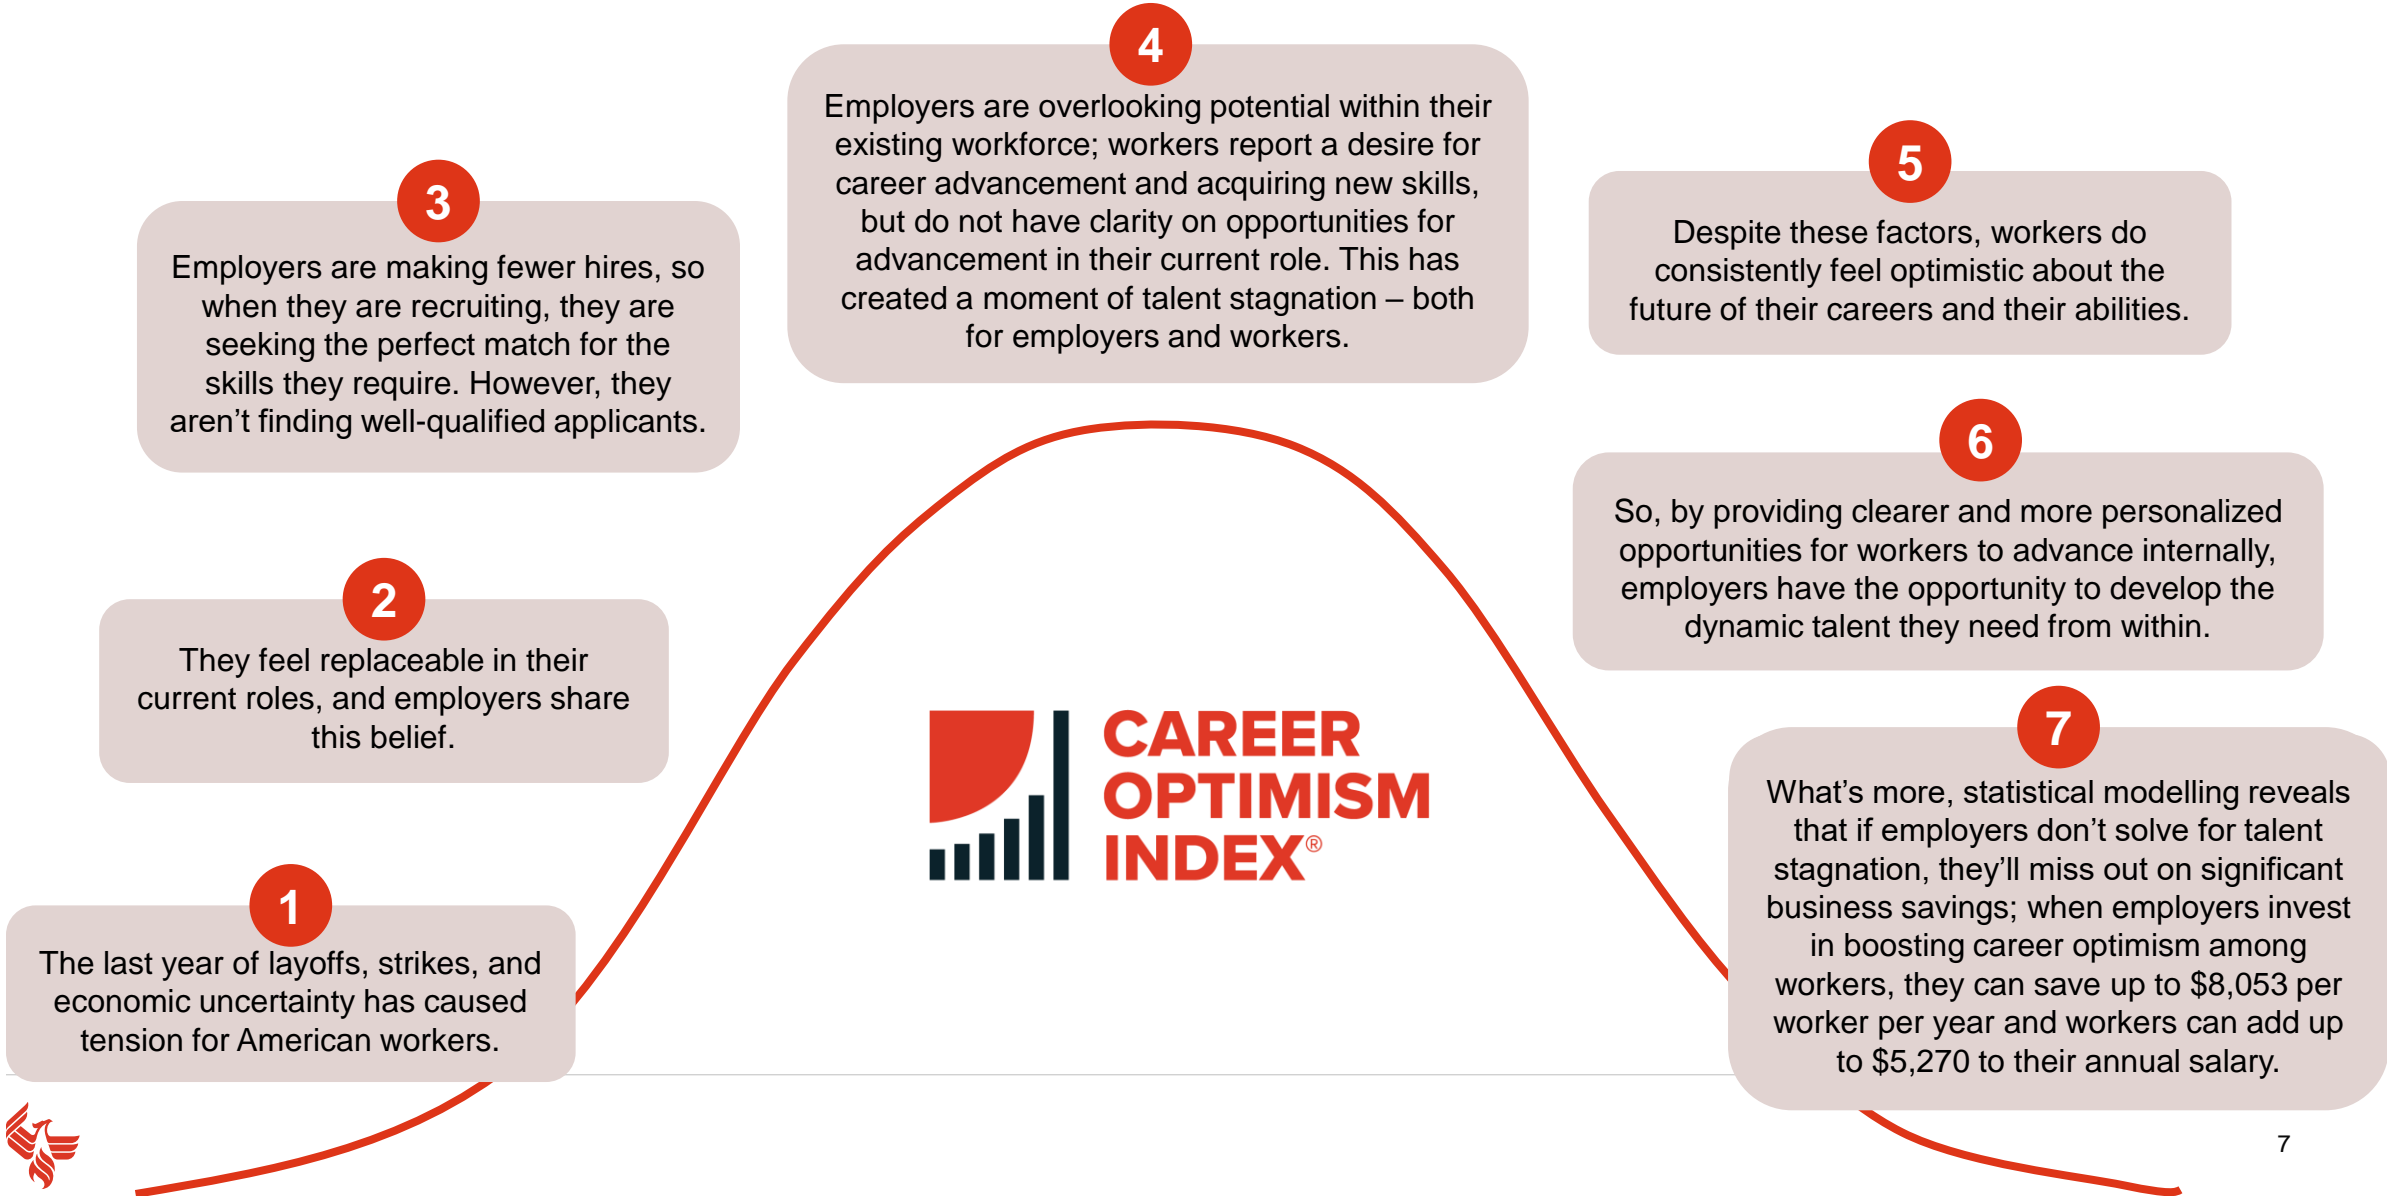 1
The last year of layoffs, strikes, and
economic uncertainty has caused
tension for American workers.
2
They feel replaceable in their
current roles, and employers share
this belief.
3
Employers are making fewer hires, so
when they are recruiting, they are
seeking the perfect match for the
skills they require. However, they
aren’t finding well-qualified applicants.
4
Employers are overlooking potential within their
existing workforce; workers report a desire for
career advancement and acquiring new skills,
but do not have clarity on opportunities for
advancement in their current role. This has
created a moment of talent stagnation – both
for employers and workers.
5
Despite these factors, workers do
consistently feel optimistic about the
future of their careers and their abilities.
6
So, by providing clearer and more personalized
opportunities for workers to advance internally,
employers have the opportunity to develop the
dynamic talent they need from within.
7
What’s more, statistical modelling reveals
that if employers don’t solve for talent
stagnation, they’ll miss out on significant
business savings; when employers invest
in boosting career optimism among
workers, they can save up to $8,053 per
worker per year and workers can add up
to $5,270 to their annual salary.
CAREER
OPTIMISM
INDEX®
7